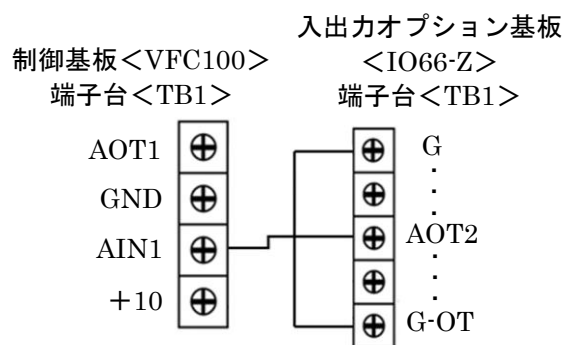 制御基板＜VFC100＞
端子台＜TB1＞
入出力オプション基板
＜IO66-Z＞
端子台＜TB1＞
AOT1
GND
AIN1
＋10
G
AOT2
G-OT